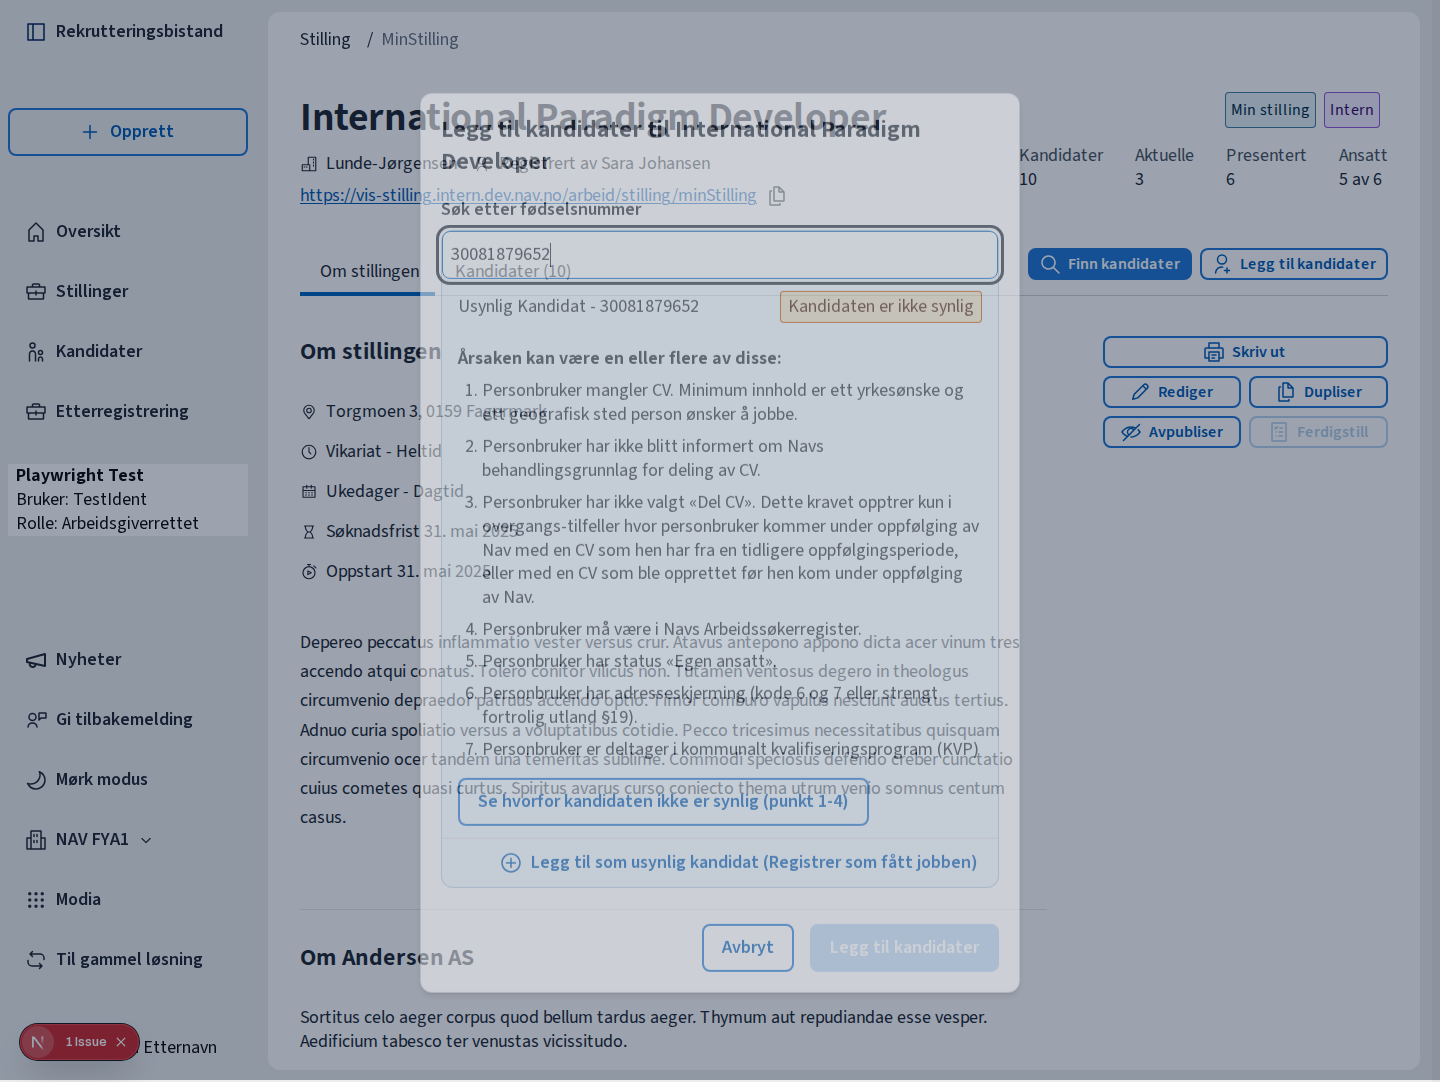 Rekrutteringsbistand
Opprett
Oversikt
Stillinger
Kandidater
Etterregistrering
Playwright Test
Bruker: TestIdent
Rolle: Arbeidsgiverrettet
Nyheter
Gi tilbakemelding
Mørk modus
NAV FYA1
Media
Til gammel løsning
1 Issue
Etternavn
Stilling / MinStilling
International Paradigm Developer
Min stilling
Intern
Lunde-Jørgensen
Registrert av Sara Johansen
https://vis-stilling.intern.dev.nav.no/arbeid/stilling/minStilling
Kandidater
10
Aktuelle
3
Presentert
6
Ansatt
5 av 6
Om stillingen
Kandidater (10)
Finn kandidater
Legg til kandidater
Om stillingen
Torgmoen 3, 0159 Fagermark
Vikariat - Heltid
Ukedager - Dagtid
Søknadsfrist 31. mai 2025
Oppstart 31. mai 2025
Skriv ut
Rediger
Dupliser
Avpubliser
Ferdigstill
Depereo peccatus inflammatio vester versus crur. Atavus antepono appono dicta acer vinum tres
accendo atqui conatus. Tolero conitor vilicus non. Tutamen ventosus degero in theologus
circumvenio depraedor patruus accendo optio. Timor comburo vapulus nesciunt auctus tertius.
Adnuo curia spoliatio versus a voluptatibus cotidie. Pecco tricesimus necessitatibus quisquam
circumvenio ocer tandem una temeritas sublime. Commodi speciosus defendo creber cunctatio
cuius cometes quasi curtus. Spiritus avarus curso coniecto thema utrum venio somnus centum
casus.
Om Andersen AS
Sortitus celo aeger corpus quod bellum tardus aeger. Thymum aut repudiandae esse vesper.
Aedificium tabesco ter venustas vicissitudo.
Legg til kandidater til International Paradigm
Developer
Søk etter fødselsnummer
30081879652
Usynlig Kandidat - 30081879652
Kandidaten er ikke synlig
Årsaken kan være en eller flere av disse:
1. Personbruker mangler CV. Minimum innhold er ett yrkesønske og
ett geografisk sted person ønsker å jobbe.
2. Personbruker har ikke blitt informert om Navs
behandlingsgrunnlag for deling av CV.
3. Personbruker har ikke valgt «Del CV». Dette kravet opptrer kun i
overgangs-tilfeller hvor personbruker kommer under oppfølging av
Nav med en CV som hen har fra en tidligere oppfølgingsperiode,
eller med en CV som ble opprettet før hen kom under oppfølging
av Nav.
4. Personbruker må være i Navs Arbeidssøkerregister.
5. Personbruker har status «Egen ansatt».
6. Personbruker har adresseskjerming (kode 6 og 7 eller strengt
fortrolig utland §19).
7. Personbruker er deltager i kommunalt kvalifiseringsprogram (KVP)
Se hvorfor kandidaten ikke er synlig (punkt 1-4)
Legg til som usynlig kandidat (Registrer som fått jobben)
Avbryt
Legg til kandidater